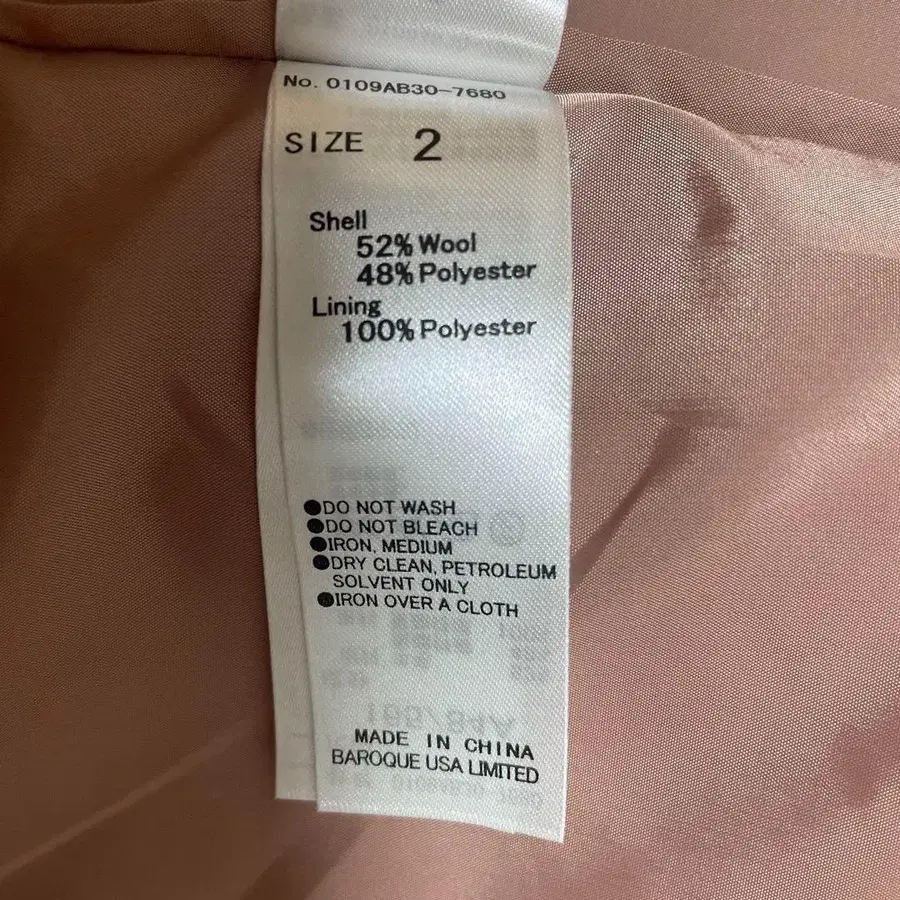 No. 0109AB30-7680
SIZE 2
Shell
52% Wool
48% Polyester
Lining
100% Polyester
●DO NOT WASH
●DO NOT BLEACH
●IRON, MEDIUM
●DRY CLEAN, PETROLEUM
SOLVENT ONLY
●IRON OVER A CLOTH
MADE IN CHINA
BAROQUE USA LIMITED